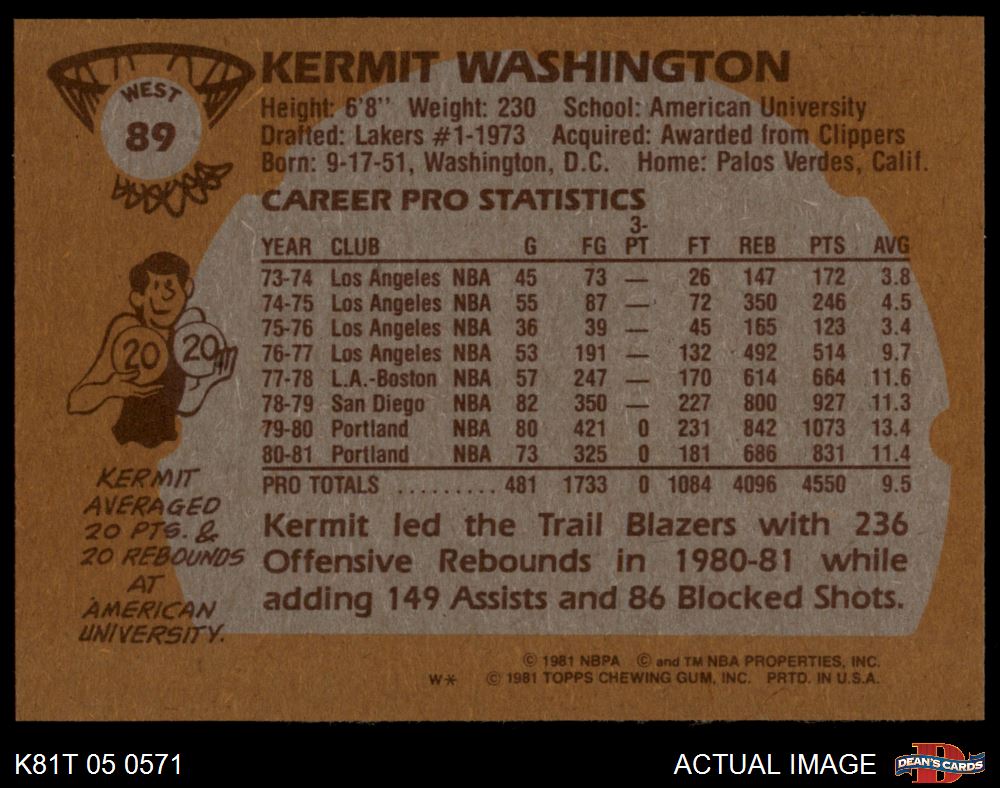 WEST
89
KERMIT WASHINGTON
Height: 6'8'' Weight: 230 School: American University
Drafted: Lakers #1-1973 Acquired: Awarded from Clippers
Born: 9-17-51, Washington, D.C. Home: Palos Verdes, Calif.
CAREER PRO STATISTICS
YEAR CLUB G FG 3-PT FT REB PTS AVG
73-74 Los Angeles NBA 45 73 — 26 147 172 3.8
74-75 Los Angeles NBA 55 87 — 72 350 246 4.5
75-76 Los Angeles NBA 36 39 — 45 165 123 3.4
76-77 Los Angeles NBA 53 191 — 132 492 514 9.7
77-78 L.A.-Boston NBA 57 247 — 170 614 664 11.6
78-79 San Diego NBA 82 350 — 227 800 927 11.3
79-80 Portland NBA 80 421 0 231 842 1073 13.4
80-81 Portland NBA 73 325 0 181 686 831 11.4
PRO TOTALS ......... 481 1733 0 1084 4096 4550 9.5
20 20
KERMIT
AVERAGED
20 PTS. &
20 REBOUNDS
AT
AMERICAN
UNIVERSITY.
Kermit led the Trail Blazers with 236
Offensive Rebounds in 1980-81 while
adding 149 Assists and 86 Blocked Shots.
© 1981 NBPA © and TM NBA PROPERTIES, INC.
W* © 1981 TOPPS CHEWING GUM, INC. PRTD. IN U.S.A.
K81T 05 0571
ACTUAL IMAGE
D
DEAN'S CARDS